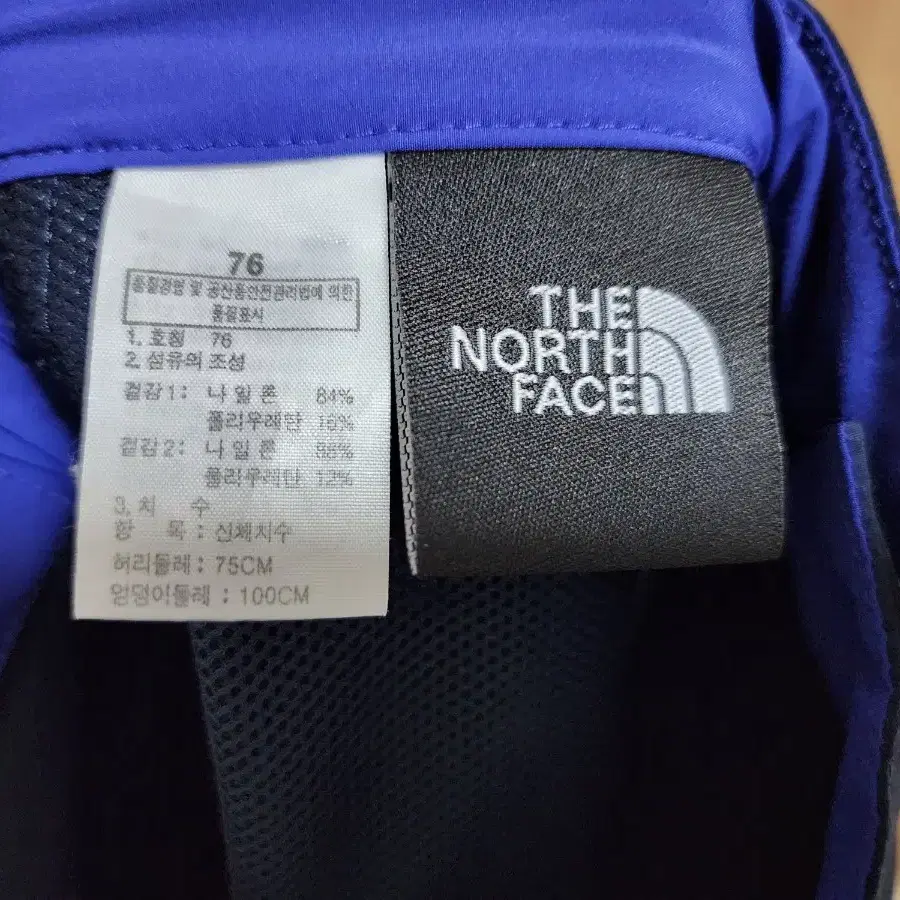 76
품질경영 및 공산품안전관리법에 의한
품질표시
1. 호칭 76
2. 섬유의 조성
겉감1: 나 일 론 84%
폴리우레탄 16%
겉감2: 나 일 론 88%
폴리우레탄 12%
3. 치 수
항 목 : 신체치수
허리둘레 : 75CM
엉덩이둘레 : 100CM
THE
NORTH
FACE